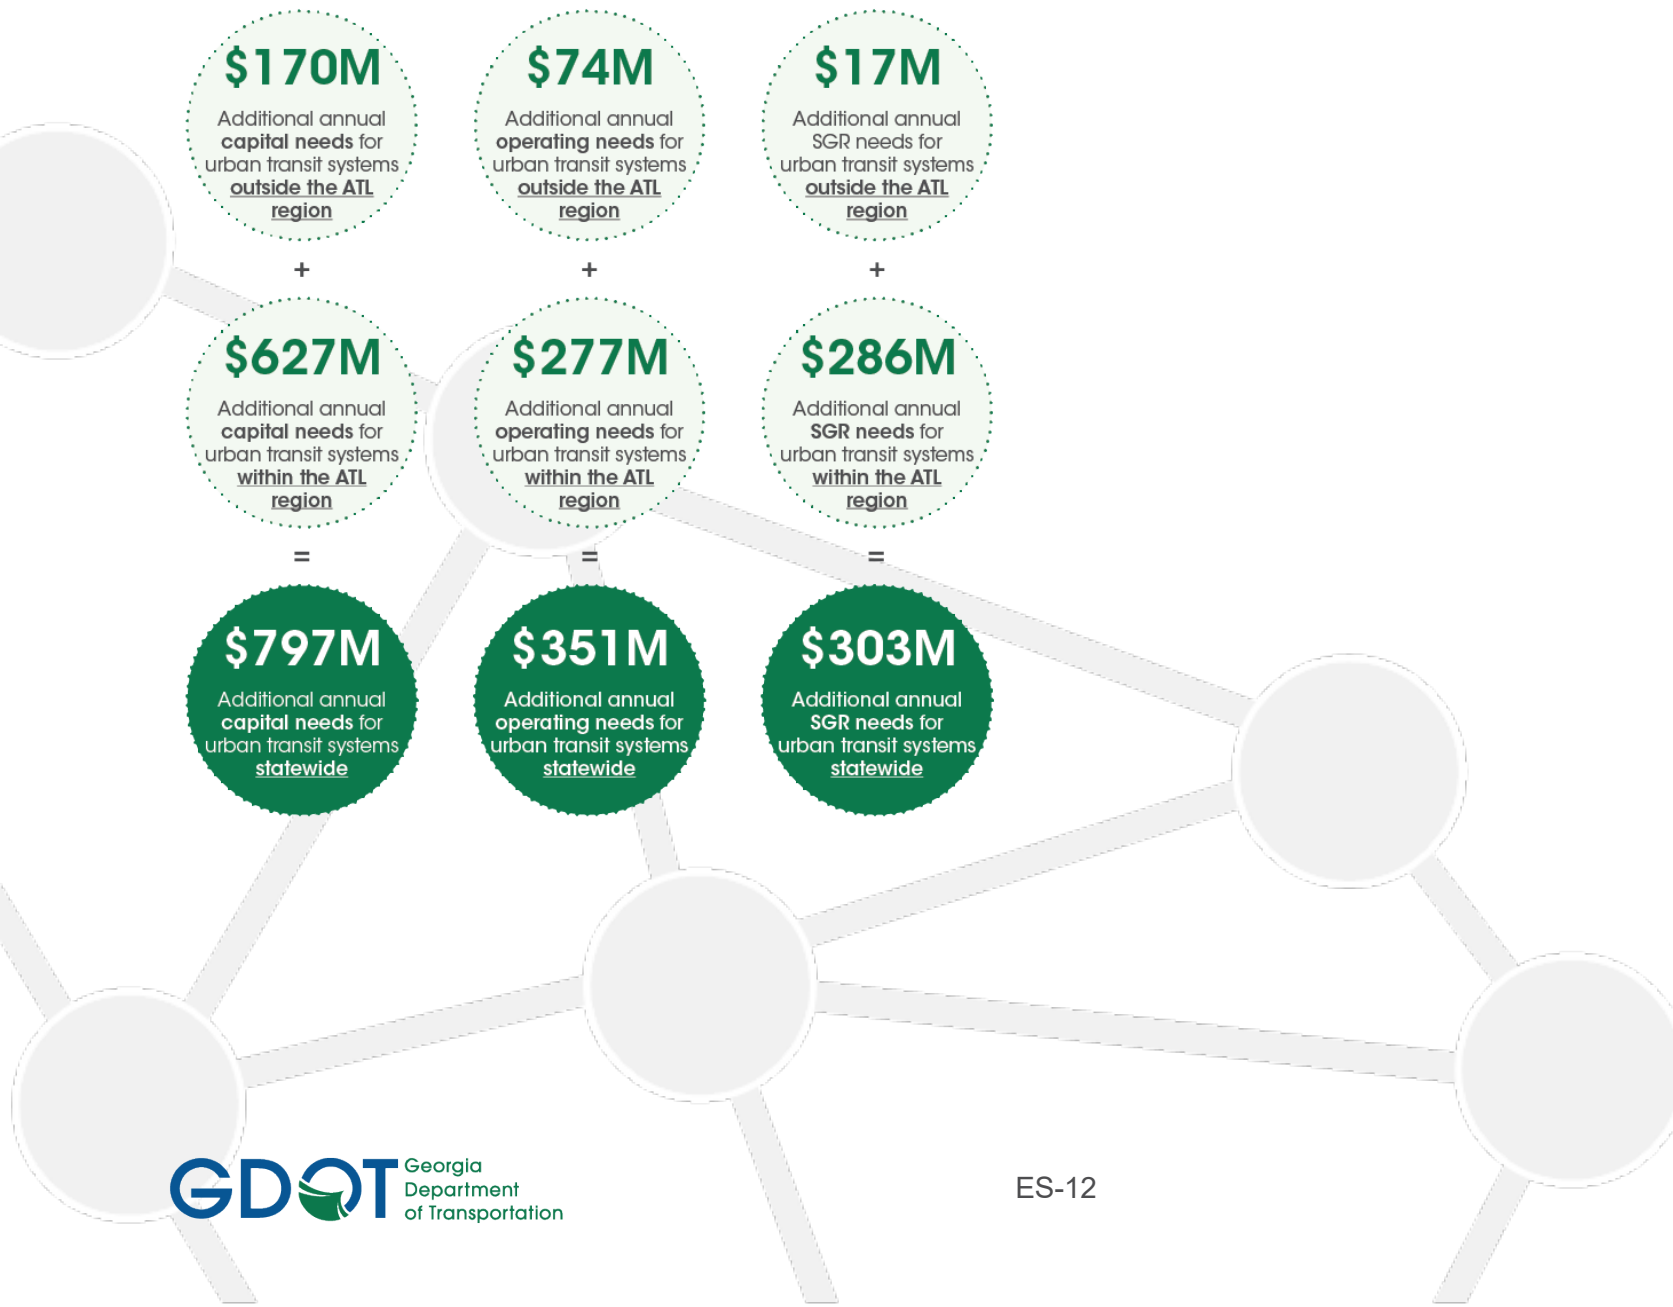 $170M
Additional annual
capital needs for
urban transit systems
outside the ATL
region
+
$627M
Additional annual
capital needs for
urban transit systems
within the ATL
region
=
$797M
Additional annual
capital needs for
urban transit systems
statewide
$74M
Additional annual
operating needs for
urban transit systems
outside the ATL
region
+
$277M
Additional annual
operating needs for
urban transit systems
within the ATL
region
=
$351M
Additional annual
operating needs for
urban transit systems
statewide
$17M
Additional annual
SGR needs for
urban transit systems
outside the ATL
region
+
$286M
Additional annual
SGR needs for
urban transit systems
within the ATL
region
=
$303M
Additional annual
SGR needs for
urban transit systems
statewide
GDOT
Georgia
Department
of Transportation
ES-12